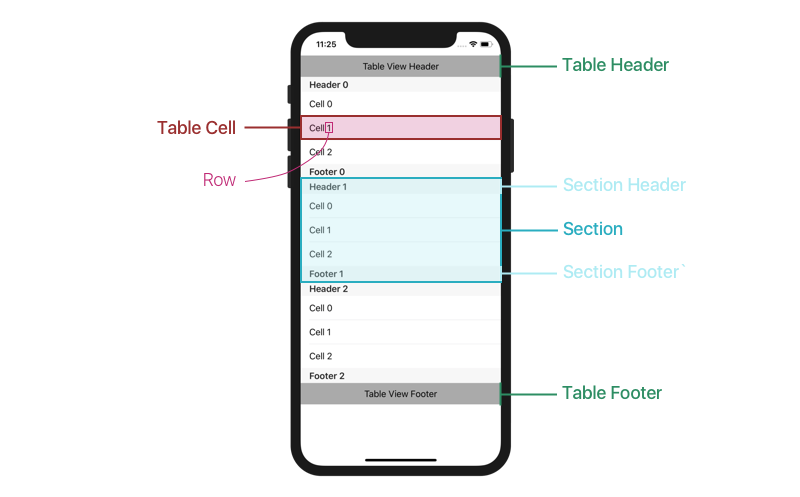 11:25
Table View Header
Table Header
Header 0
Cell 0
Table Cell
Cell 1
Cell 2
Row
Footer 0
Header 1
Section Header
Cell 0
Cell 1
Section
Cell 2
Footer 1
Section Footer`
Header 2
Cell 0
Cell 1
Cell 2
Footer 2
Table View Footer
Table Footer